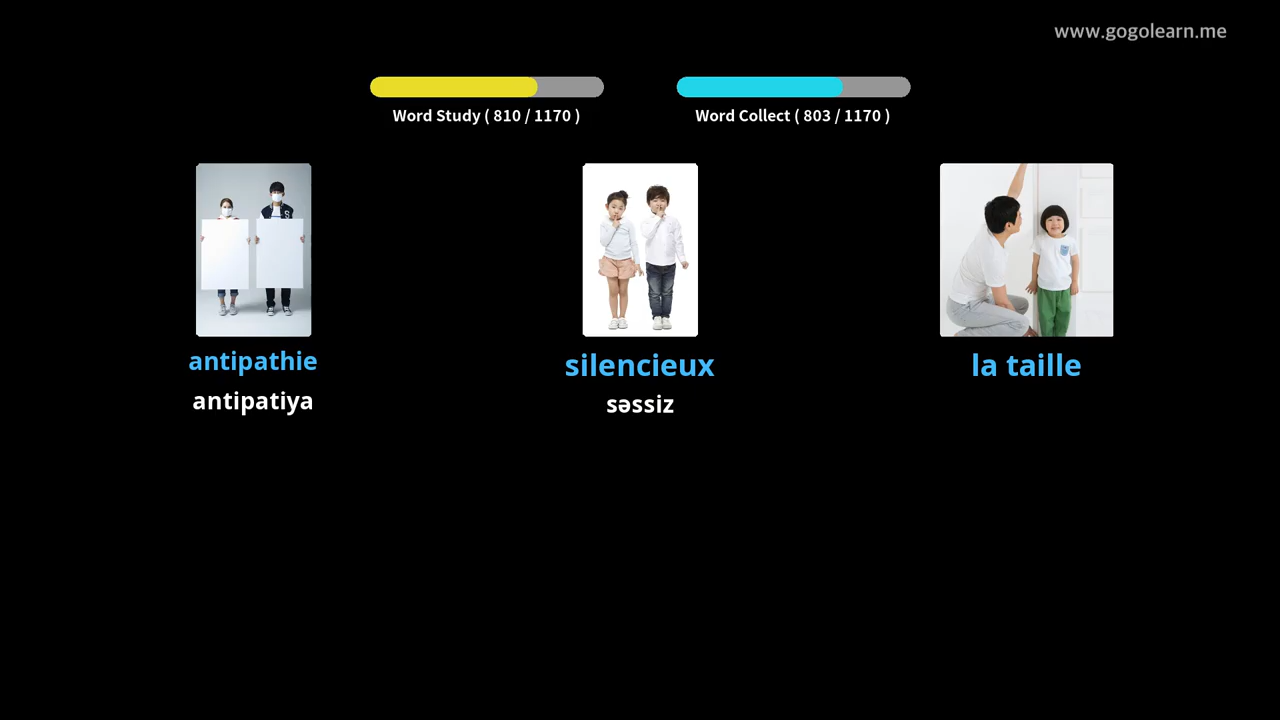 www.gogolearn.me
Word Study ( 810 / 1170 )
Word Collect ( 803 / 1170 )
S
antipathie
antipatiya
silencieux
səssiz
la taille